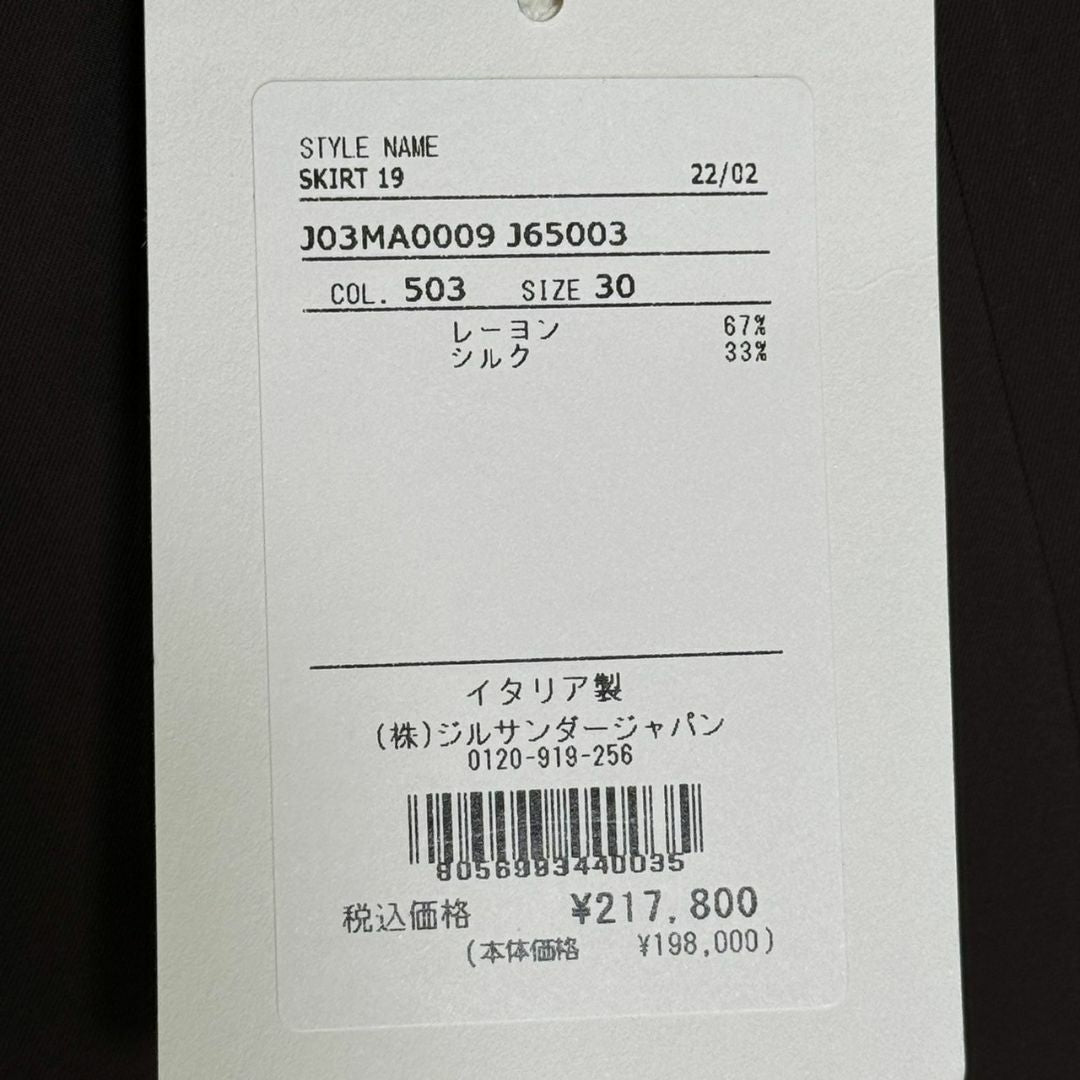 STYLE NAME
SKIRT 19 22/02
J03MA0009 J65003
COL. 503 SIZE 30
レーヨン 67%
シルク 33%
イタリア製
(株)ジルサンダージャパン
0120-919-256
8056993440035
税込価格 ¥217,800
(本体価格 ¥198,000)